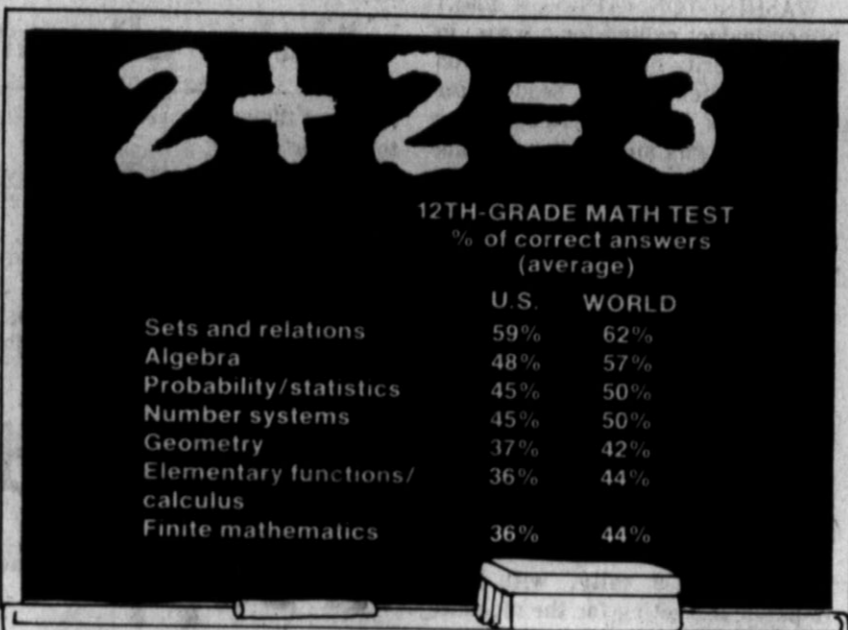 2 + 2 = 3
12TH-GRADE MATH TEST
% of correct answers
(average)
U.S. WORLD
Sets and relations 59% 62%
Algebra 48% 57%
Probability/statistics 45% 50%
Number systems 45% 50%
Geometry 37% 42%
Elementary functions/ 36% 44%
calculus
Finite mathematics 36% 44%